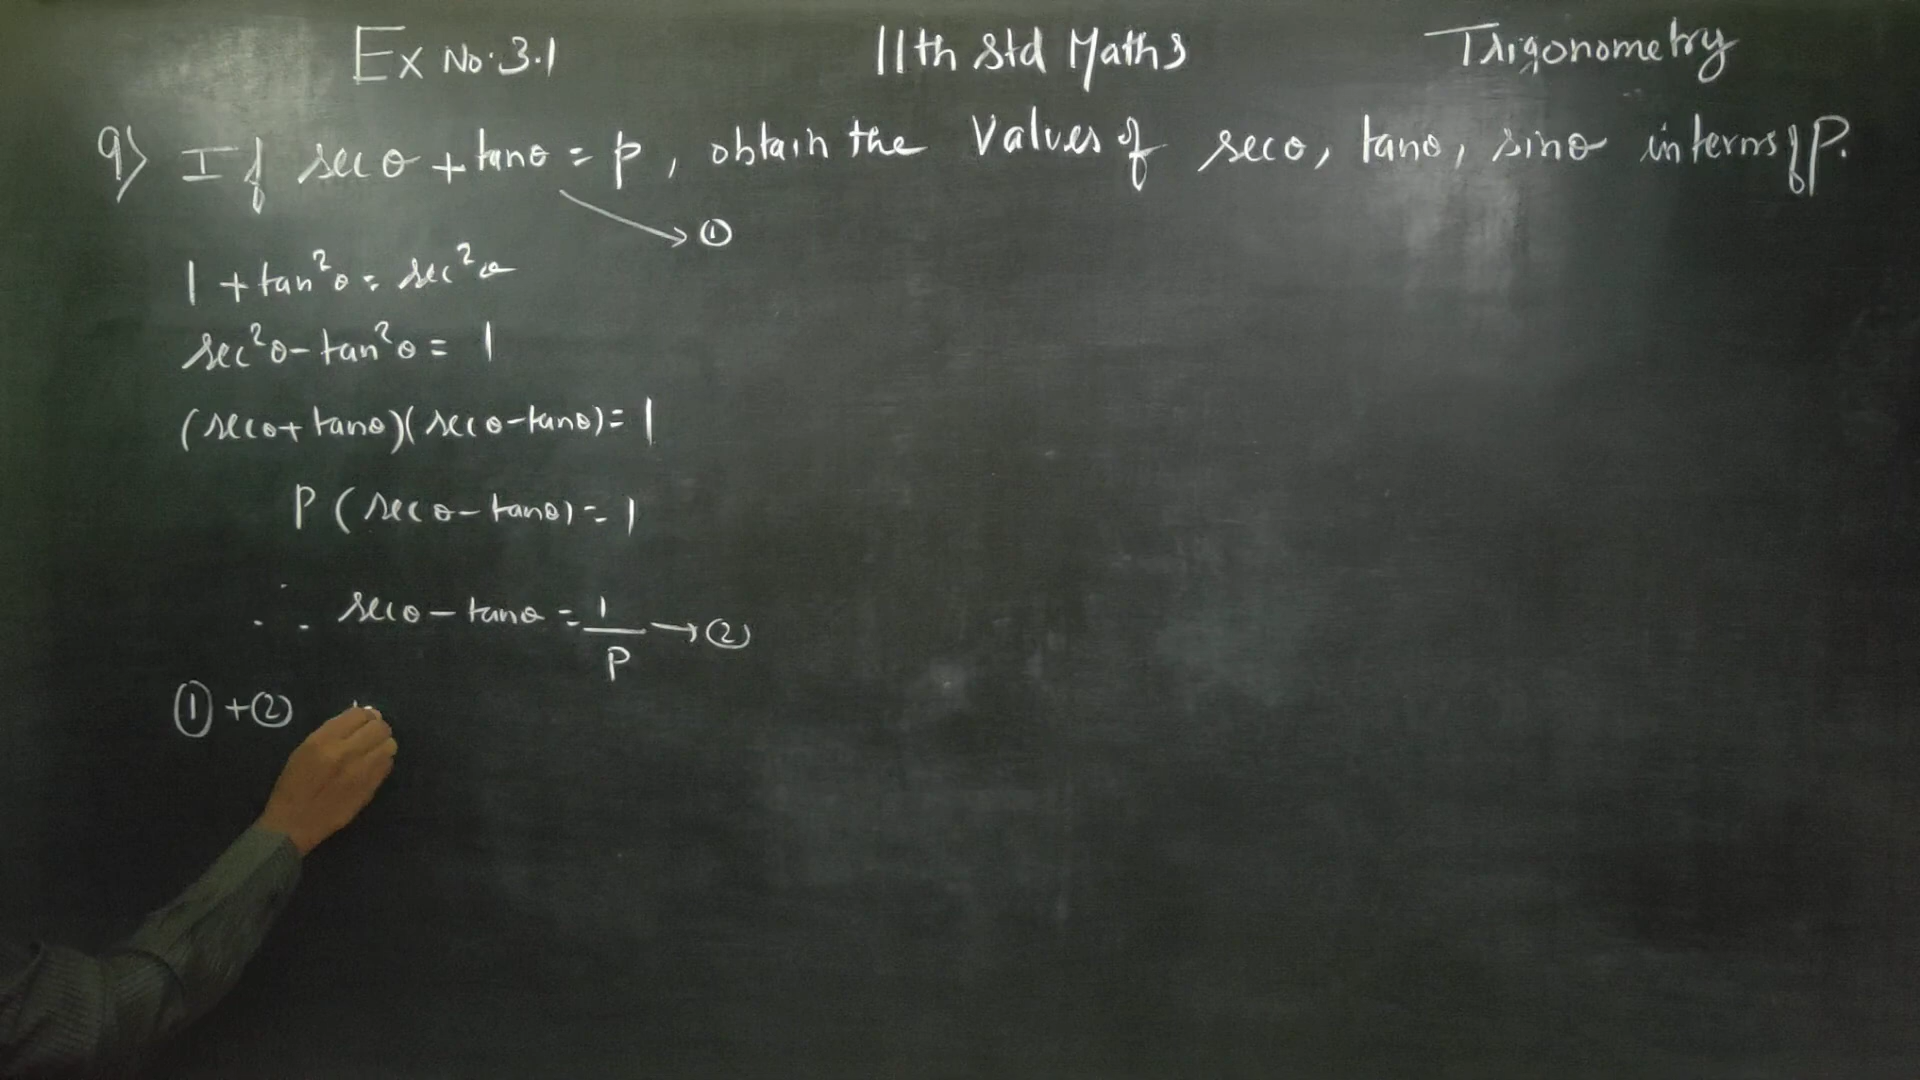 Ex No. 3.1 11th Std Maths Trigonometry
9) If secθ + tanθ = p, obtain the Values of secθ, tanθ, sinθ in terms of P.
①
1 + tan²θ = sec²θ
sec²θ - tan²θ = 1
(secθ + tanθ)(secθ - tanθ) = 1
P (secθ - tanθ) = 1
∴ secθ - tanθ = 1/P → ②
① + ②